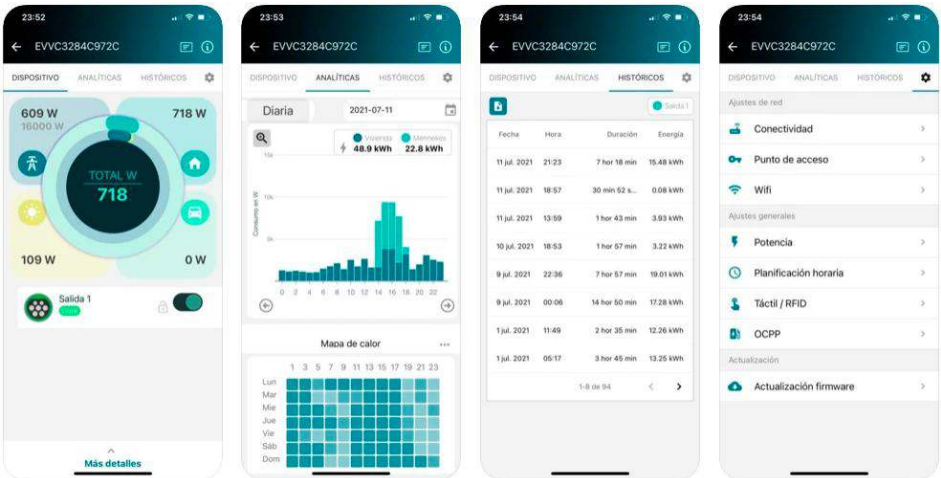 23:52
EVVC3284C972C
DISPOSITIVO ANALÍTICAS HISTÓRICOS
609 W 718 W
16000 W
TOTAL W
718
109 W 0 W
Salida 1
Más detalles
23:53
EVVC3284C972C
DISPOSITIVO ANALÍTICAS HISTÓRICOS
Diaria 2021-07-11
Vivienda Mennekes
48.9 kWh 22.8 kWh
15k
10k
5k
Consumo en W
0 2 4 6 8 10 12 14 16 18 20 22
Mapa de calor
1 3 5 7 9 11 13 15 17 19 21 23
Lun
Mar
Mie
Jue
Vie
Sáb
Dom
23:54
EVVC3284C972C
DISPOSITIVO ANALÍTICAS HISTÓRICOS
Salida 1
Fecha Hora Duración Energía
11 jul. 2021 21:23 7 hor 18 min 15.48 kWh
11 jul. 2021 18:57 30 min 52 s... 0.08 kWh
11 jul. 2021 13:59 1 hor 43 min 3.93 kWh
10 jul. 2021 18:53 1 hor 57 min 3.22 kWh
9 jul. 2021 22:36 7 hor 57 min 19.01 kWh
9 jul. 2021 00:06 14 hor 50 min 17.28 kWh
1 jul. 2021 11:49 2 hor 35 min 12.26 kWh
1 jul. 2021 05:17 3 hor 45 min 13.25 kWh
1-8 de 94
23:54
EVVC3284C972C
DISPOSITIVO ANALÍTICAS HISTÓRICOS
Ajustes de red
Conectividad
Punto de acceso
Wifi
Ajustes generales
Potencia
Planificación horaria
Táctil / RFID
OCPP
Actualización
Actualización firmware